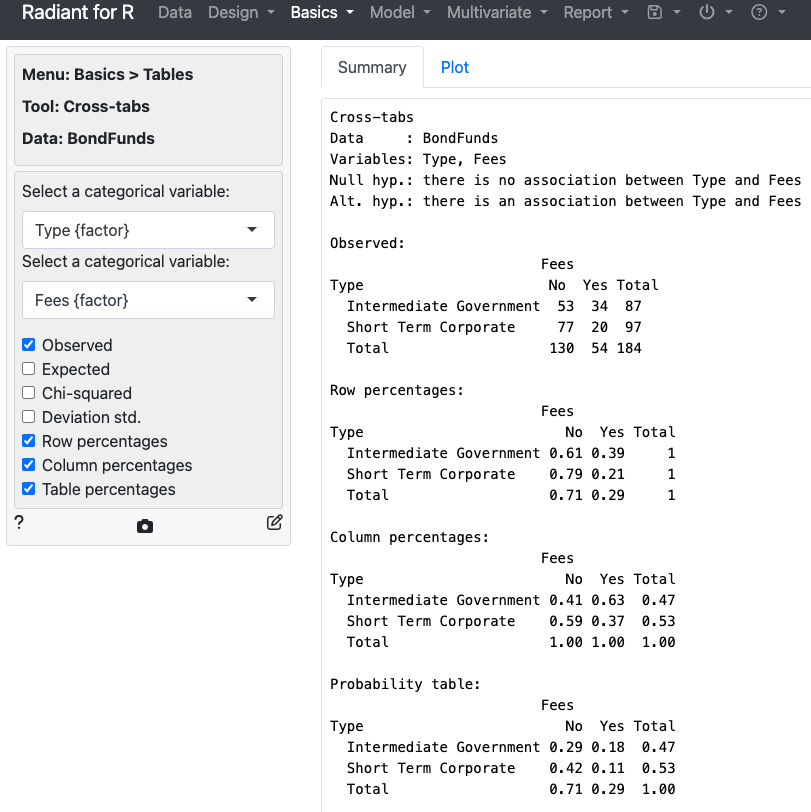 Radiant for R Data Design Basics Model Multivariate Report
Menu: Basics > Tables
Tool: Cross-tabs
Data: BondFunds
Select a categorical variable:
Type {factor}
Select a categorical variable:
Fees {factor}
Observed
Expected
Chi-squared
Deviation std.
Row percentages
Column percentages
Table percentages
?
Summary Plot
Cross-tabs
Data     : BondFunds
Variables: Type, Fees
Null hyp.: there is no association between Type and Fees
Alt. hyp.: there is an association between Type and Fees
Observed:
                         Fees
Type                      No  Yes Total
  Intermediate Government  53  34  87
  Short Term Corporate     77  20  97
  Total                   130  54 184
Row percentages:
                         Fees
Type                        No  Yes Total
  Intermediate Government 0.61 0.39     1
  Short Term Corporate    0.79 0.21     1
  Total                   0.71 0.29     1
Column percentages:
                         Fees
Type                        No  Yes Total
  Intermediate Government 0.41 0.63  0.47
  Short Term Corporate    0.59 0.37  0.53
  Total                   1.00 1.00  1.00
Probability table:
                         Fees
Type                        No  Yes Total
  Intermediate Government 0.29 0.18  0.47
  Short Term Corporate    0.42 0.11  0.53
  Total                   0.71 0.29  1.00